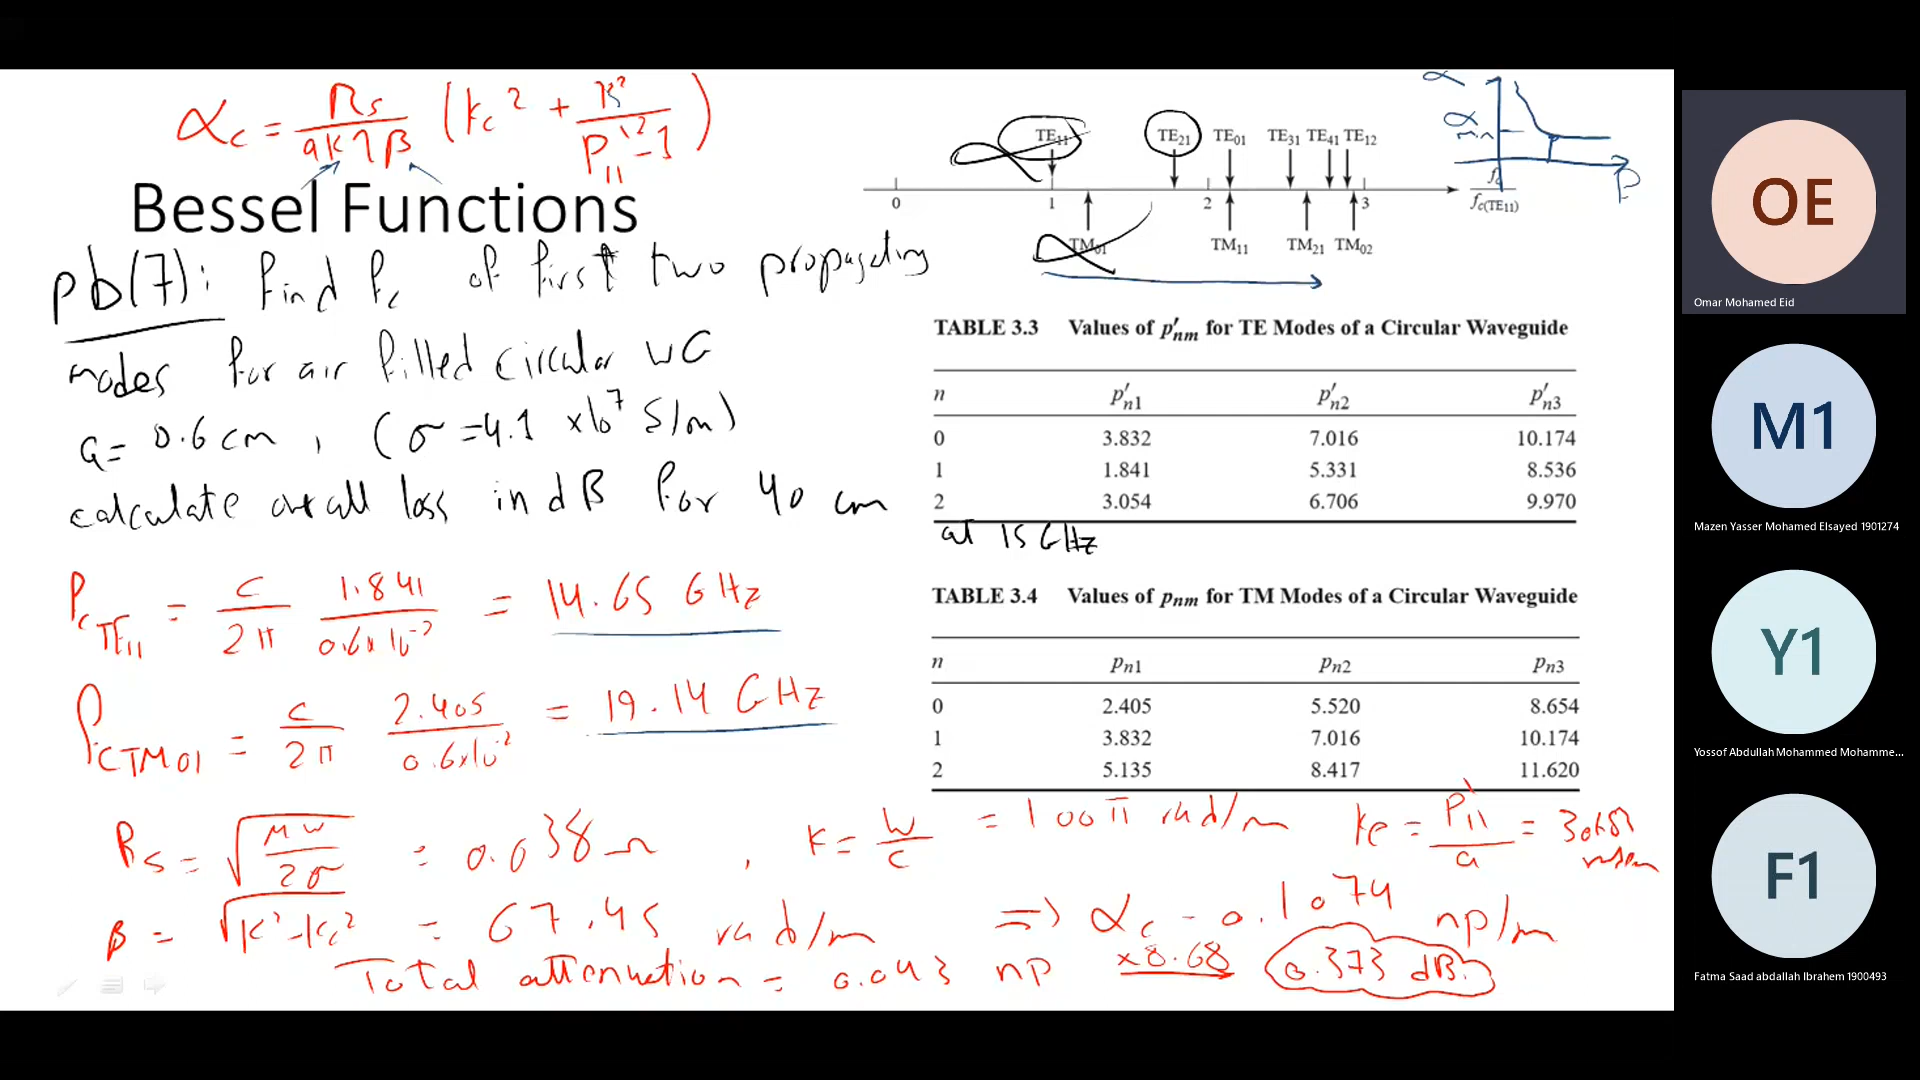 αc = Rs / (akηβ) (kc² + k² / (P'11² - 1))
Bessel Functions
TE11 TE21 TE01 TE31 TE41 TE12
0 1 2 3 fc / fc(TE11)
TM01 TM11 TM21 TM02
α
αmin
pb(7): find fc of first two propagating
modes for air filled circular WG
a = 0.6 cm , (σ = 4.1 x10^7 S/m)
calculate overall loss in dB for 40 cm
at 15 GHz
TABLE 3.3 Values of p'nm for TE Modes of a Circular Waveguide
n p'n1 p'n2 p'n3
0 3.832 7.016 10.174
1 1.841 5.331 8.536
2 3.054 6.706 9.970
TABLE 3.4 Values of pnm for TM Modes of a Circular Waveguide
n pn1 pn2 pn3
0 2.405 5.520 8.654
1 3.832 7.016 10.174
2 5.135 8.417 11.620
fc TE11 = c/2π 1.841/0.6x10^-2 = 14.65 GHz
fc TM01 = c/2π 2.405/0.6x10^-2 = 19.14 GHz
Rs = √(μω/2σ) = 0.038 Ω , k = ω/c = 100π rad/m kc = P'11/a =
β = √(k² - kc²) = 67.45 rad/m ⇒ αc = 0.1074 np/m
Total attenuation = 0.043 np x8.68 0.373 dB.
OE
Omar Mohamed Eid
M1
Mazen Yasser Mohamed Elsayed 1901274
Y1
Yossof Abdullah Mohammed Mohamme...
F1
Fatma Saad abdallah Ibrahem 1900493